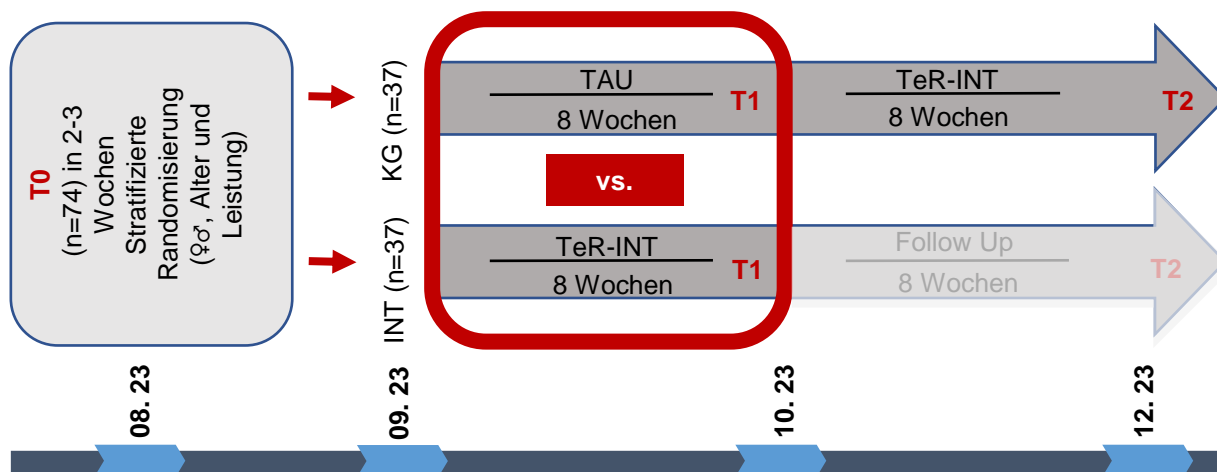 T0
(n=74) in 2-3
Wochen
Stratifizierte
Randomisierung
(♀♂, Alter und
Leistung)
KG (n=37)
TAU
8 Wochen
T1
TeR-INT
8 Wochen
T2
vs.
INT (n=37)
TeR-INT
8 Wochen
T1
Follow Up
8 Wochen
T2
08. 23
09. 23
10. 23
12. 23